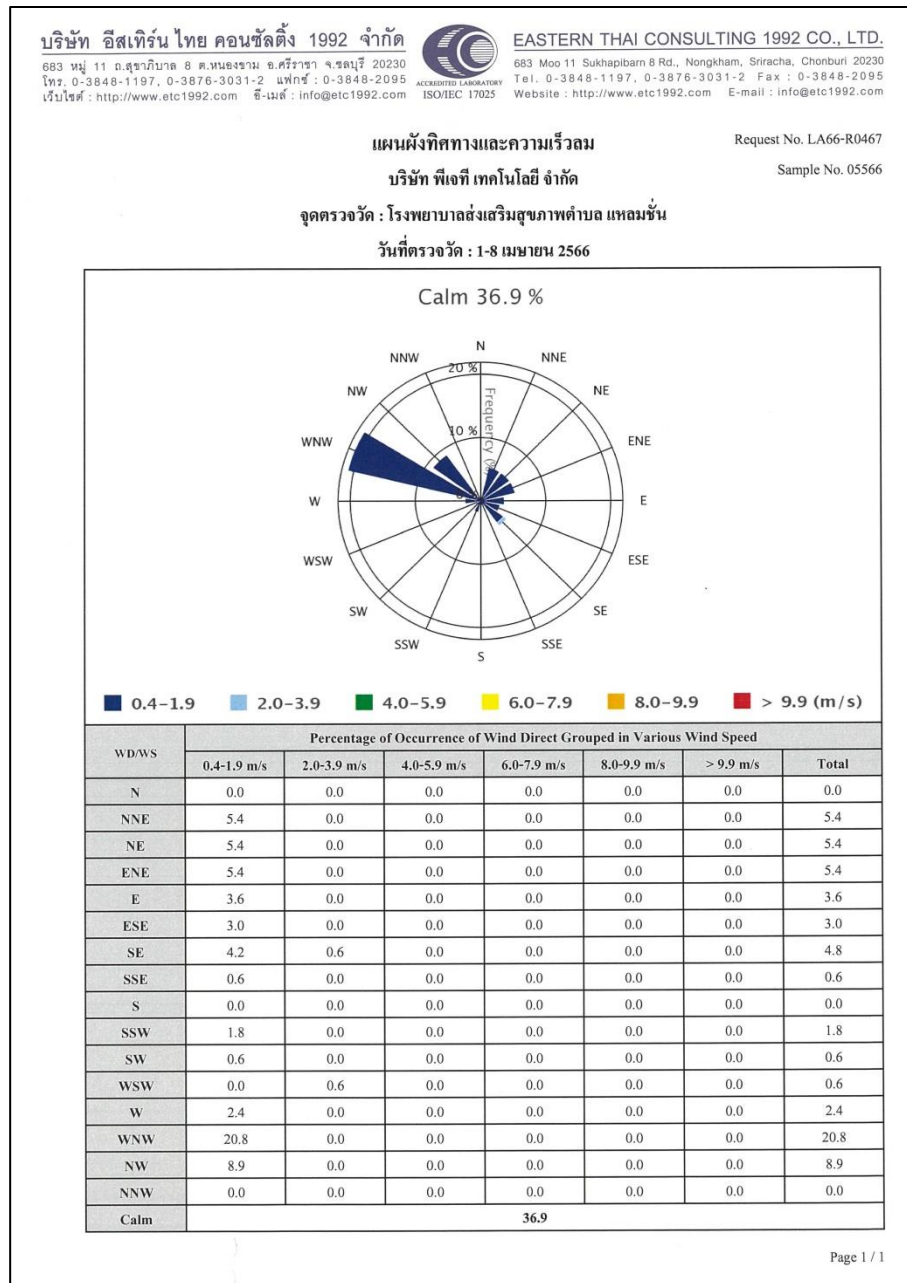 บริษัท อีสเทิร์น ไทย คอนซัลติ้ง 1992 จำกัด
683 หมู่ 11 ถ.สุขาภิบาล 8 ต.หนองขาม อ.ศรีราชา จ.ชลบุรี 20230
โทร. 0-3848-1197, 0-3876-3031-2 แฟกซ์ : 0-3848-2095
เว็บไซต์ : http://www.etc1992.com อี-เมล์ : info@etc1992.com
ACCREDITED LABORATORY
ISO/IEC 17025
EASTERN THAI CONSULTING 1992 CO., LTD.
683 Moo 11 Sukhapibarn 8 Rd., Nongkham, Sriracha, Chonburi 20230
Tel. 0-3848-1197, 0-3876-3031-2 Fax : 0-3848-2095
Website : http://www.etc1992.com E-mail : info@etc1992.com
แผนผังทิศทางและความเร็วลม
Request No. LA66-R0467
บริษัท พีเจที เทคโนโลยี จำกัด
Sample No. 05566
จุดตรวจวัด : โรงพยาบาลส่งเสริมสุขภาพตำบล แหลมชั่น
วันที่ตรวจวัด : 1-8 เมษายน 2566
Calm 36.9 %
N
NNW NNE
20 %
NW NE
Frequency (%)
10 %
WNW ENE
W E
WSW ESE
SW SE
SSW SSE
S
0.4-1.9 2.0-3.9 4.0-5.9 6.0-7.9 8.0-9.9 > 9.9 (m/s)
WD/WS Percentage of Occurrence of Wind Direct Grouped in Various Wind Speed
0.4-1.9 m/s 2.0-3.9 m/s 4.0-5.9 m/s 6.0-7.9 m/s 8.0-9.9 m/s > 9.9 m/s Total
N 0.0 0.0 0.0 0.0 0.0 0.0 0.0
NNE 5.4 0.0 0.0 0.0 0.0 0.0 5.4
NE 5.4 0.0 0.0 0.0 0.0 0.0 5.4
ENE 5.4 0.0 0.0 0.0 0.0 0.0 5.4
E 3.6 0.0 0.0 0.0 0.0 0.0 3.6
ESE 3.0 0.0 0.0 0.0 0.0 0.0 3.0
SE 4.2 0.6 0.0 0.0 0.0 0.0 4.8
SSE 0.6 0.0 0.0 0.0 0.0 0.0 0.6
S 0.0 0.0 0.0 0.0 0.0 0.0 0.0
SSW 1.8 0.0 0.0 0.0 0.0 0.0 1.8
SW 0.6 0.0 0.0 0.0 0.0 0.0 0.6
WSW 0.0 0.6 0.0 0.0 0.0 0.0 0.6
W 2.4 0.0 0.0 0.0 0.0 0.0 2.4
WNW 20.8 0.0 0.0 0.0 0.0 0.0 20.8
NW 8.9 0.0 0.0 0.0 0.0 0.0 8.9
NNW 0.0 0.0 0.0 0.0 0.0 0.0 0.0
Calm 36.9
Page 1 / 1